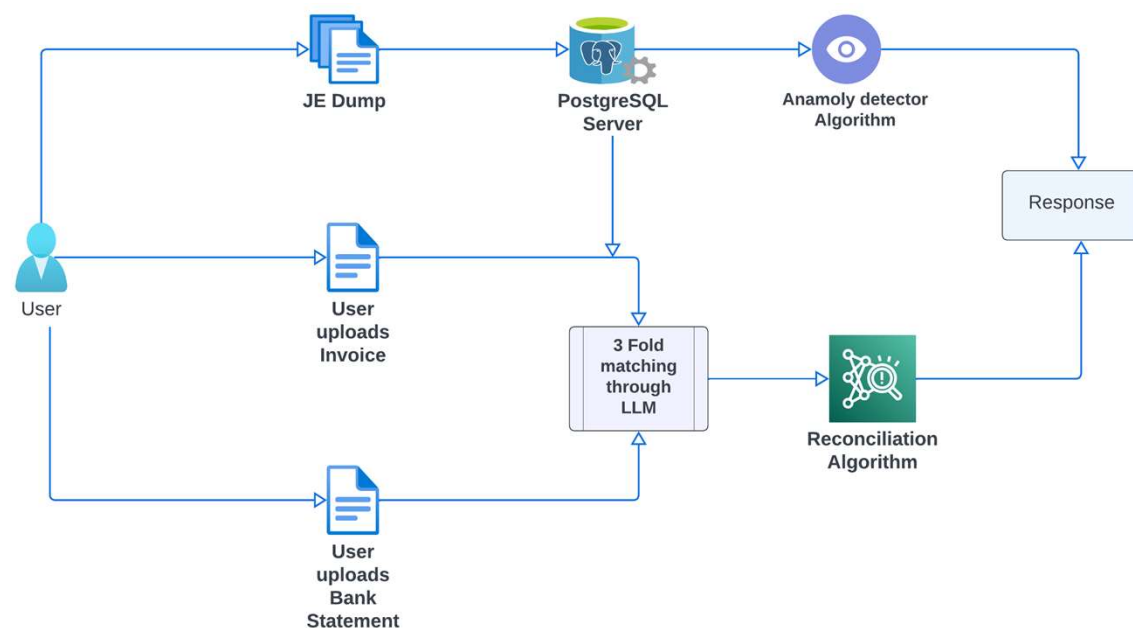 JE Dump
PostgreSQL
Server
Anamoly detector
Algorithm
Response
User
User
uploads
Invoice
3 Fold
matching
through
LLM
Reconciliation
Algorithm
User
uploads
Bank
Statement